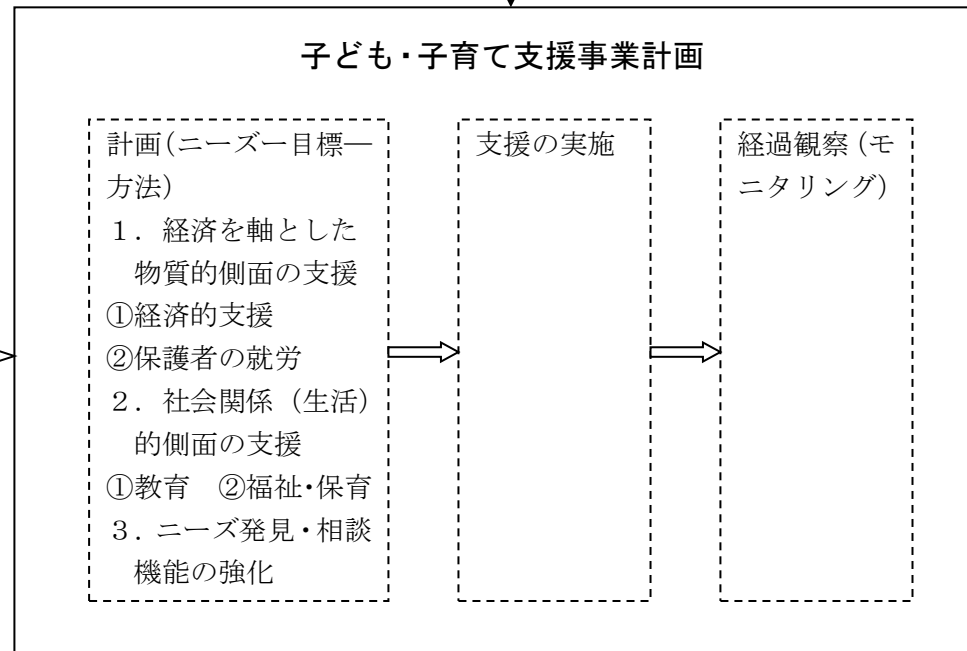 子ども・子育て支援事業計画
計画（ニーズー目標―
方法）
１．経済を軸とした
物質的側面の支援
①経済的支援
②保護者の就労
２．社会関係（生活）
的側面の支援
①教育　②福祉・保育
３．ニーズ発見・相談
機能の強化
支援の実施
経過観察（モ
ニタリング）